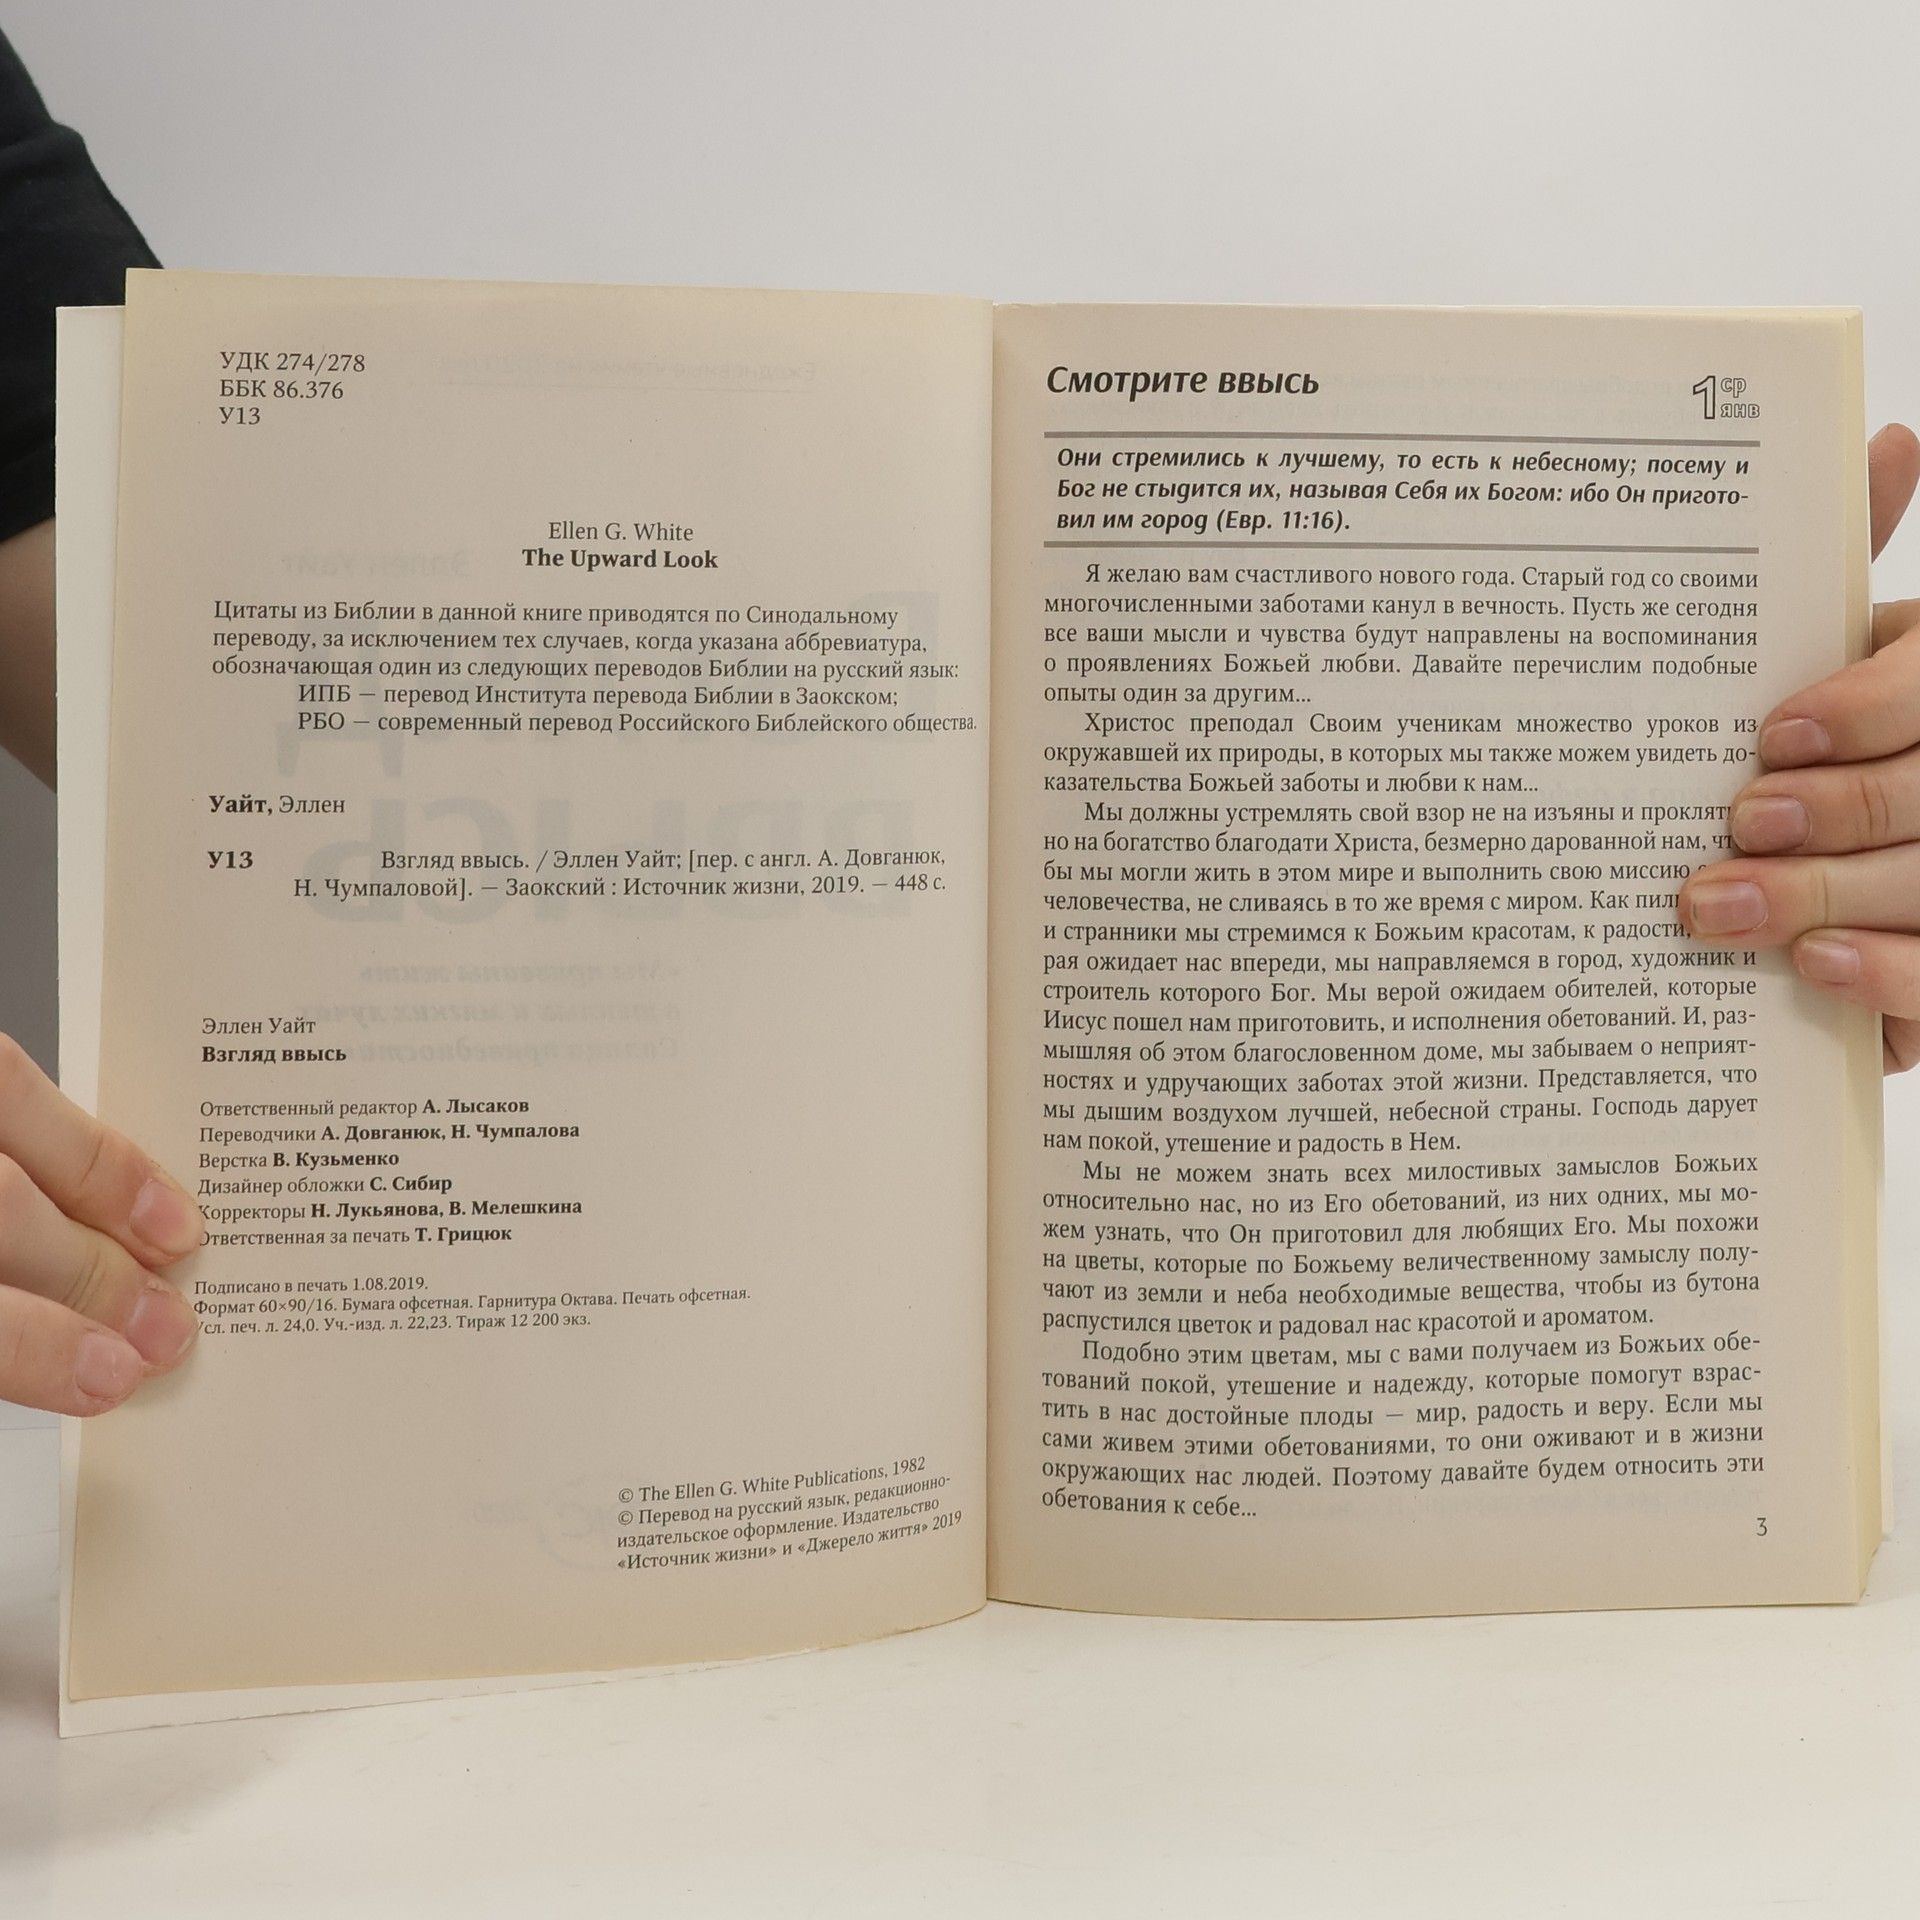 УДК 274/278
ББК 86.376
У13
Ellen G. White
The Upward Look
Цитаты из Библии в данной книге приводятся по Синодальному
переводу, за исключением тех случаев, когда указана аббревиатура,
обозначающая один из следующих переводов Библии на русский язык:
ИПБ — перевод Института перевода Библии в Заокском;
РБО — современный перевод Российского Библейского общества.
Уайт, Эллен
У13 Взгляд ввысь. / Эллен Уайт; [пер. с англ. А. Довганюк,
Н. Чумпаловой]. — Заокский : Источник жизни, 2019. — 448 с.
Эллен Уайт
Взгляд ввысь
Ответственный редактор А. Лысаков
Переводчики А. Довганюк, Н. Чумпалова
Верстка В. Кузьменко
Дизайнер обложки С. Сибир
Корректоры Н. Лукьянова, В. Мелешкина
Ответственная за печать Т. Грицюк
Подписано в печать 1.08.2019.
Формат 60×90/16. Бумага офсетная. Гарнитура Октава. Печать офсетная.
Усл. печ. л. 24,0. Уч.-изд. л. 22,23. Тираж 12 200 экз.
© The Ellen G. White Publications, 1982
© Перевод на русский язык, редакционно-
издательское оформление. Издательство
«Источник жизни» и «Джерело життя» 2019
Смотрите ввысь
1 ср
янв
Они стремились к лучшему, то есть к небесному; посему и
Бог не стыдится их, называя Себя их Богом: ибо Он пригото-
вил им город (Евр. 11:16).
Я желаю вам счастливого нового года. Старый год со своими
многочисленными заботами канул в вечность. Пусть же сегодня
все ваши мысли и чувства будут направлены на воспоминания
о проявлениях Божьей любви. Давайте перечислим подобные
опыты один за другим...
Христос преподал Своим ученикам множество уроков из
окружавшей их природы, в которых мы также можем увидеть до-
казательства Божьей заботы и любви к нам...
Мы должны устремлять свой взор не на изъяны и
но на богатство благодати Христа, безмерно дарованной нам,
бы мы могли жить в этом мире и выполнить свою миссию
человечества, не сливаясь в то же время с миром. Как
и странники мы стремимся к Божьим красотам, к радости,
рая ожидает нас впереди, мы направляемся в город, художник и
строитель которого Бог. Мы верой ожидаем обителей, которые
Иисус пошел нам приготовить, и исполнения обетований. И, раз-
мышляя об этом благословенном доме, мы забываем о неприят-
ностях и удручающих заботах этой жизни. Представляется, что
мы дышим воздухом лучшей, небесной страны. Господь дарует
нам покой, утешение и радость в Нем.
Мы не можем знать всех милостивых замыслов Божьих
относительно нас, но из Его обетований, из них одних, мы мо-
жем узнать, что Он приготовил для любящих Его. Мы похожи
на цветы, которые по Божьему величественному замыслу полу-
чают из земли и неба необходимые вещества, чтобы из бутона
распустился цветок и радовал нас красотой и ароматом.
Подобно этим цветам, мы с вами получаем из Божьих обе-
тований покой, утешение и надежду, которые помогут взрас-
тить в нас достойные плоды — мир, радость и веру. Если мы
сами живем этими обетованиями, то они оживают и в жизни
окружающих нас людей. Поэтому давайте будем относить эти
обетования к себе...
3